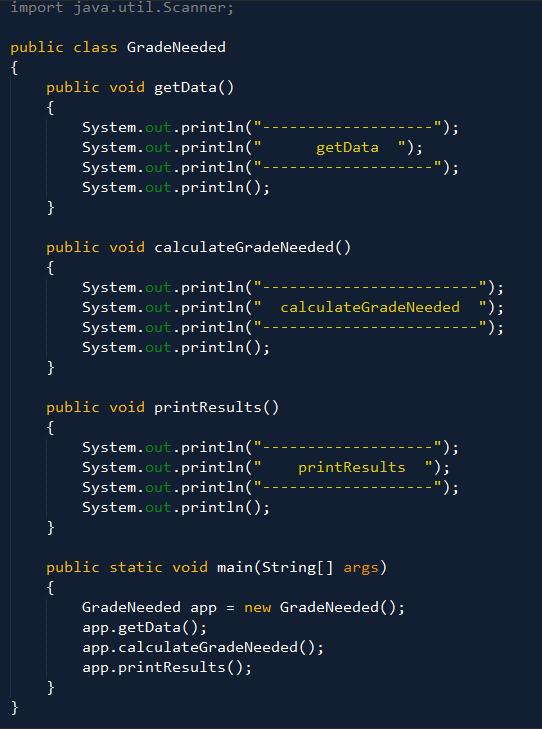 import java.util.Scanner;

public class GradeNeeded
{
    public void getData()
    {
        System.out.println("-------------------");
        System.out.println("      getData  ");
        System.out.println("-------------------");
        System.out.println();
    }

    public void calculateGradeNeeded()
    {
        System.out.println("------------------------");
        System.out.println("  calculateGradeNeeded  ");
        System.out.println("------------------------");
        System.out.println();
    }

    public void printResults()
    {
        System.out.println("-------------------");
        System.out.println("    printResults  ");
        System.out.println("-------------------");
        System.out.println();
    }

    public static void main(String[] args)
    {
        GradeNeeded app = new GradeNeeded();
        app.getData();
        app.calculateGradeNeeded();
        app.printResults();
    }
}